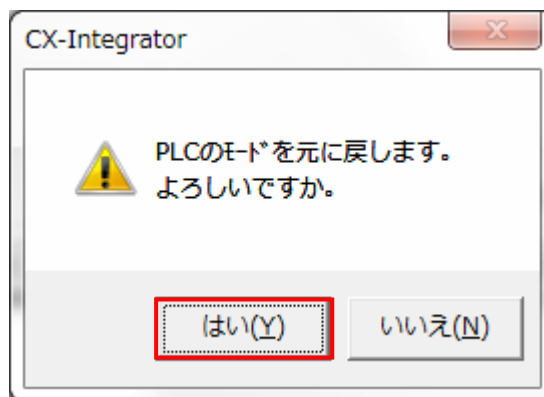 CX-Integrator
PLCのﾓｰﾄﾞを元に戻します。
よろしいですか。
はい(Y)
いいえ(N)